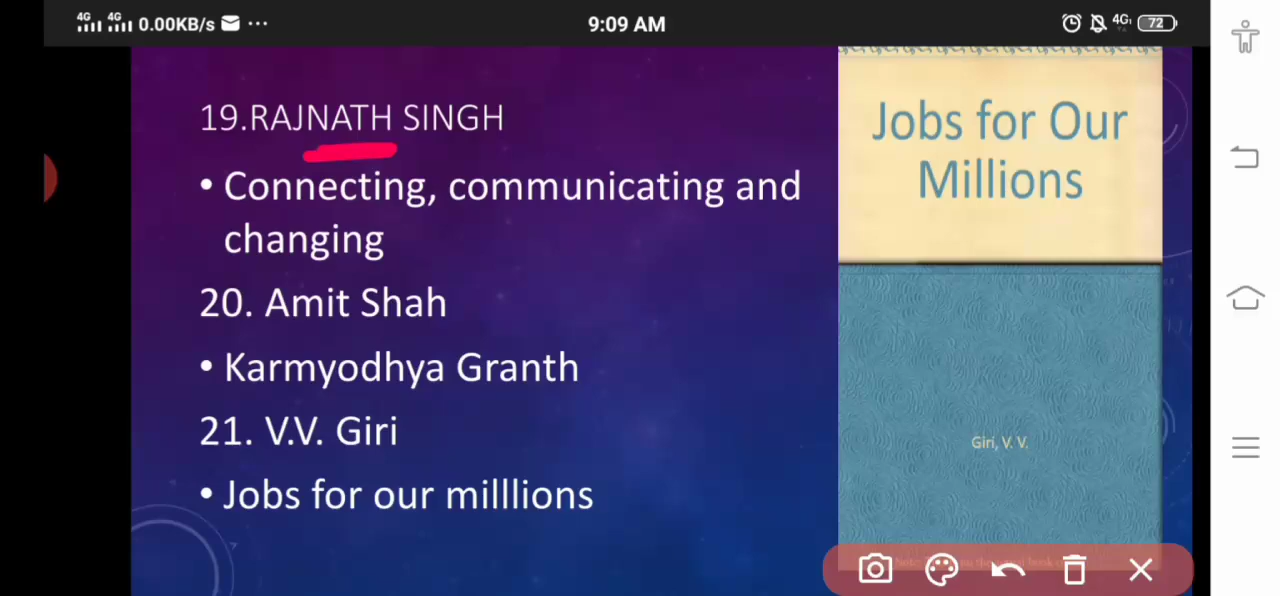 4G 4G 0.00KB/s ...
9:09 AM
4G 72
19.RAJNATH SINGH
• Connecting, communicating and
changing
20. Amit Shah
• Karmyodhya Granth
21. V.V. Giri
• Jobs for our milllions
Jobs for Our
Millions
Giri, V. V.